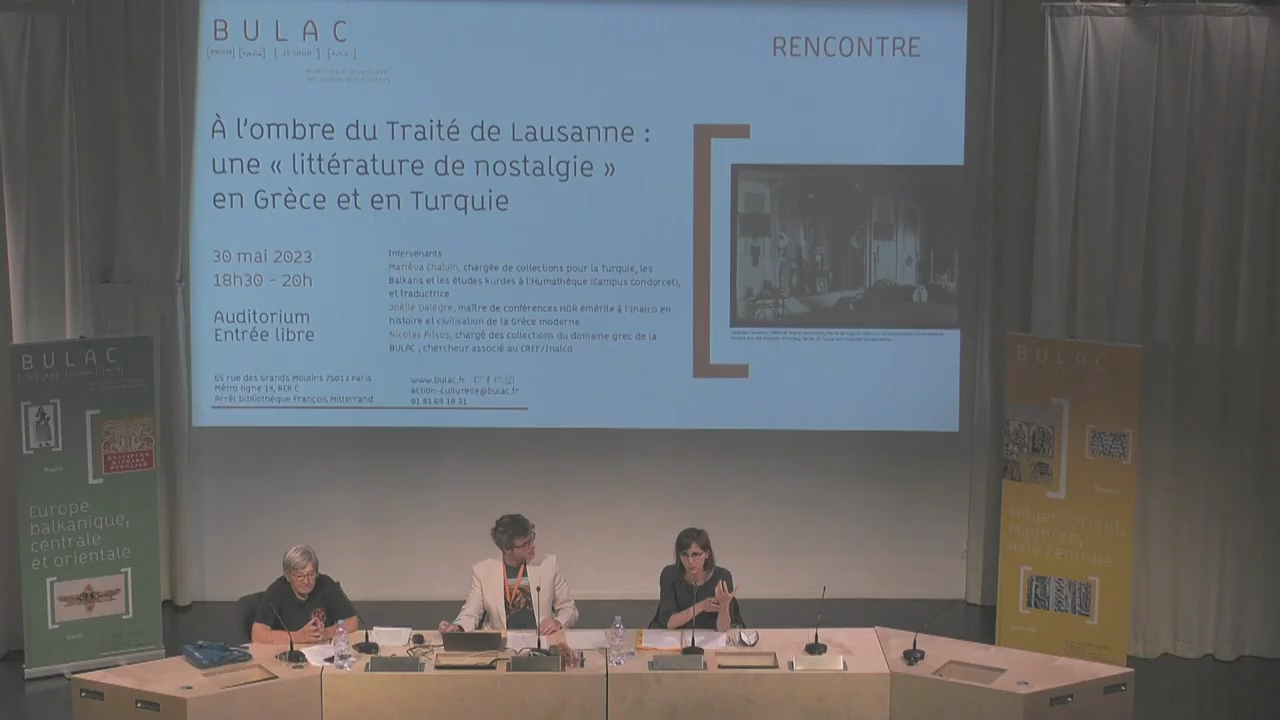 BULAC
RENCONTRE
À l'ombre du Traité de Lausanne :
une « littérature de nostalgie »
en Grèce et en Turquie
30 mai 2023
18h30 - 20h
Auditorium
Entrée libre
Intervenants
Mariéva Chalvin, chargée de collections pour la Turquie, les
Balkans et les études kurdes à l'Humathèque (Campus Condorcet),
et traductrice
Joëlle Dalègre, maître de conférences HDR émérite à l'Inalco en
histoire et civilisation de la Grèce moderne
Nicolas Pitsos, chargé des collections du domaine grec de la
BULAC , chercheur associé au CREE/Inalco
65 rue des Grands Moulins 75013 Paris
Métro ligne 14, RER C
Arrêt bibliothèque François Mitterrand
www.bulac.fr
action-culturelle@bulac.fr
01 81 69 18 31
BULAC
Europe
balkanique,
centrale
et orientale
BULAC
Moyen-Orient,
Maghreb,
Asie centrale